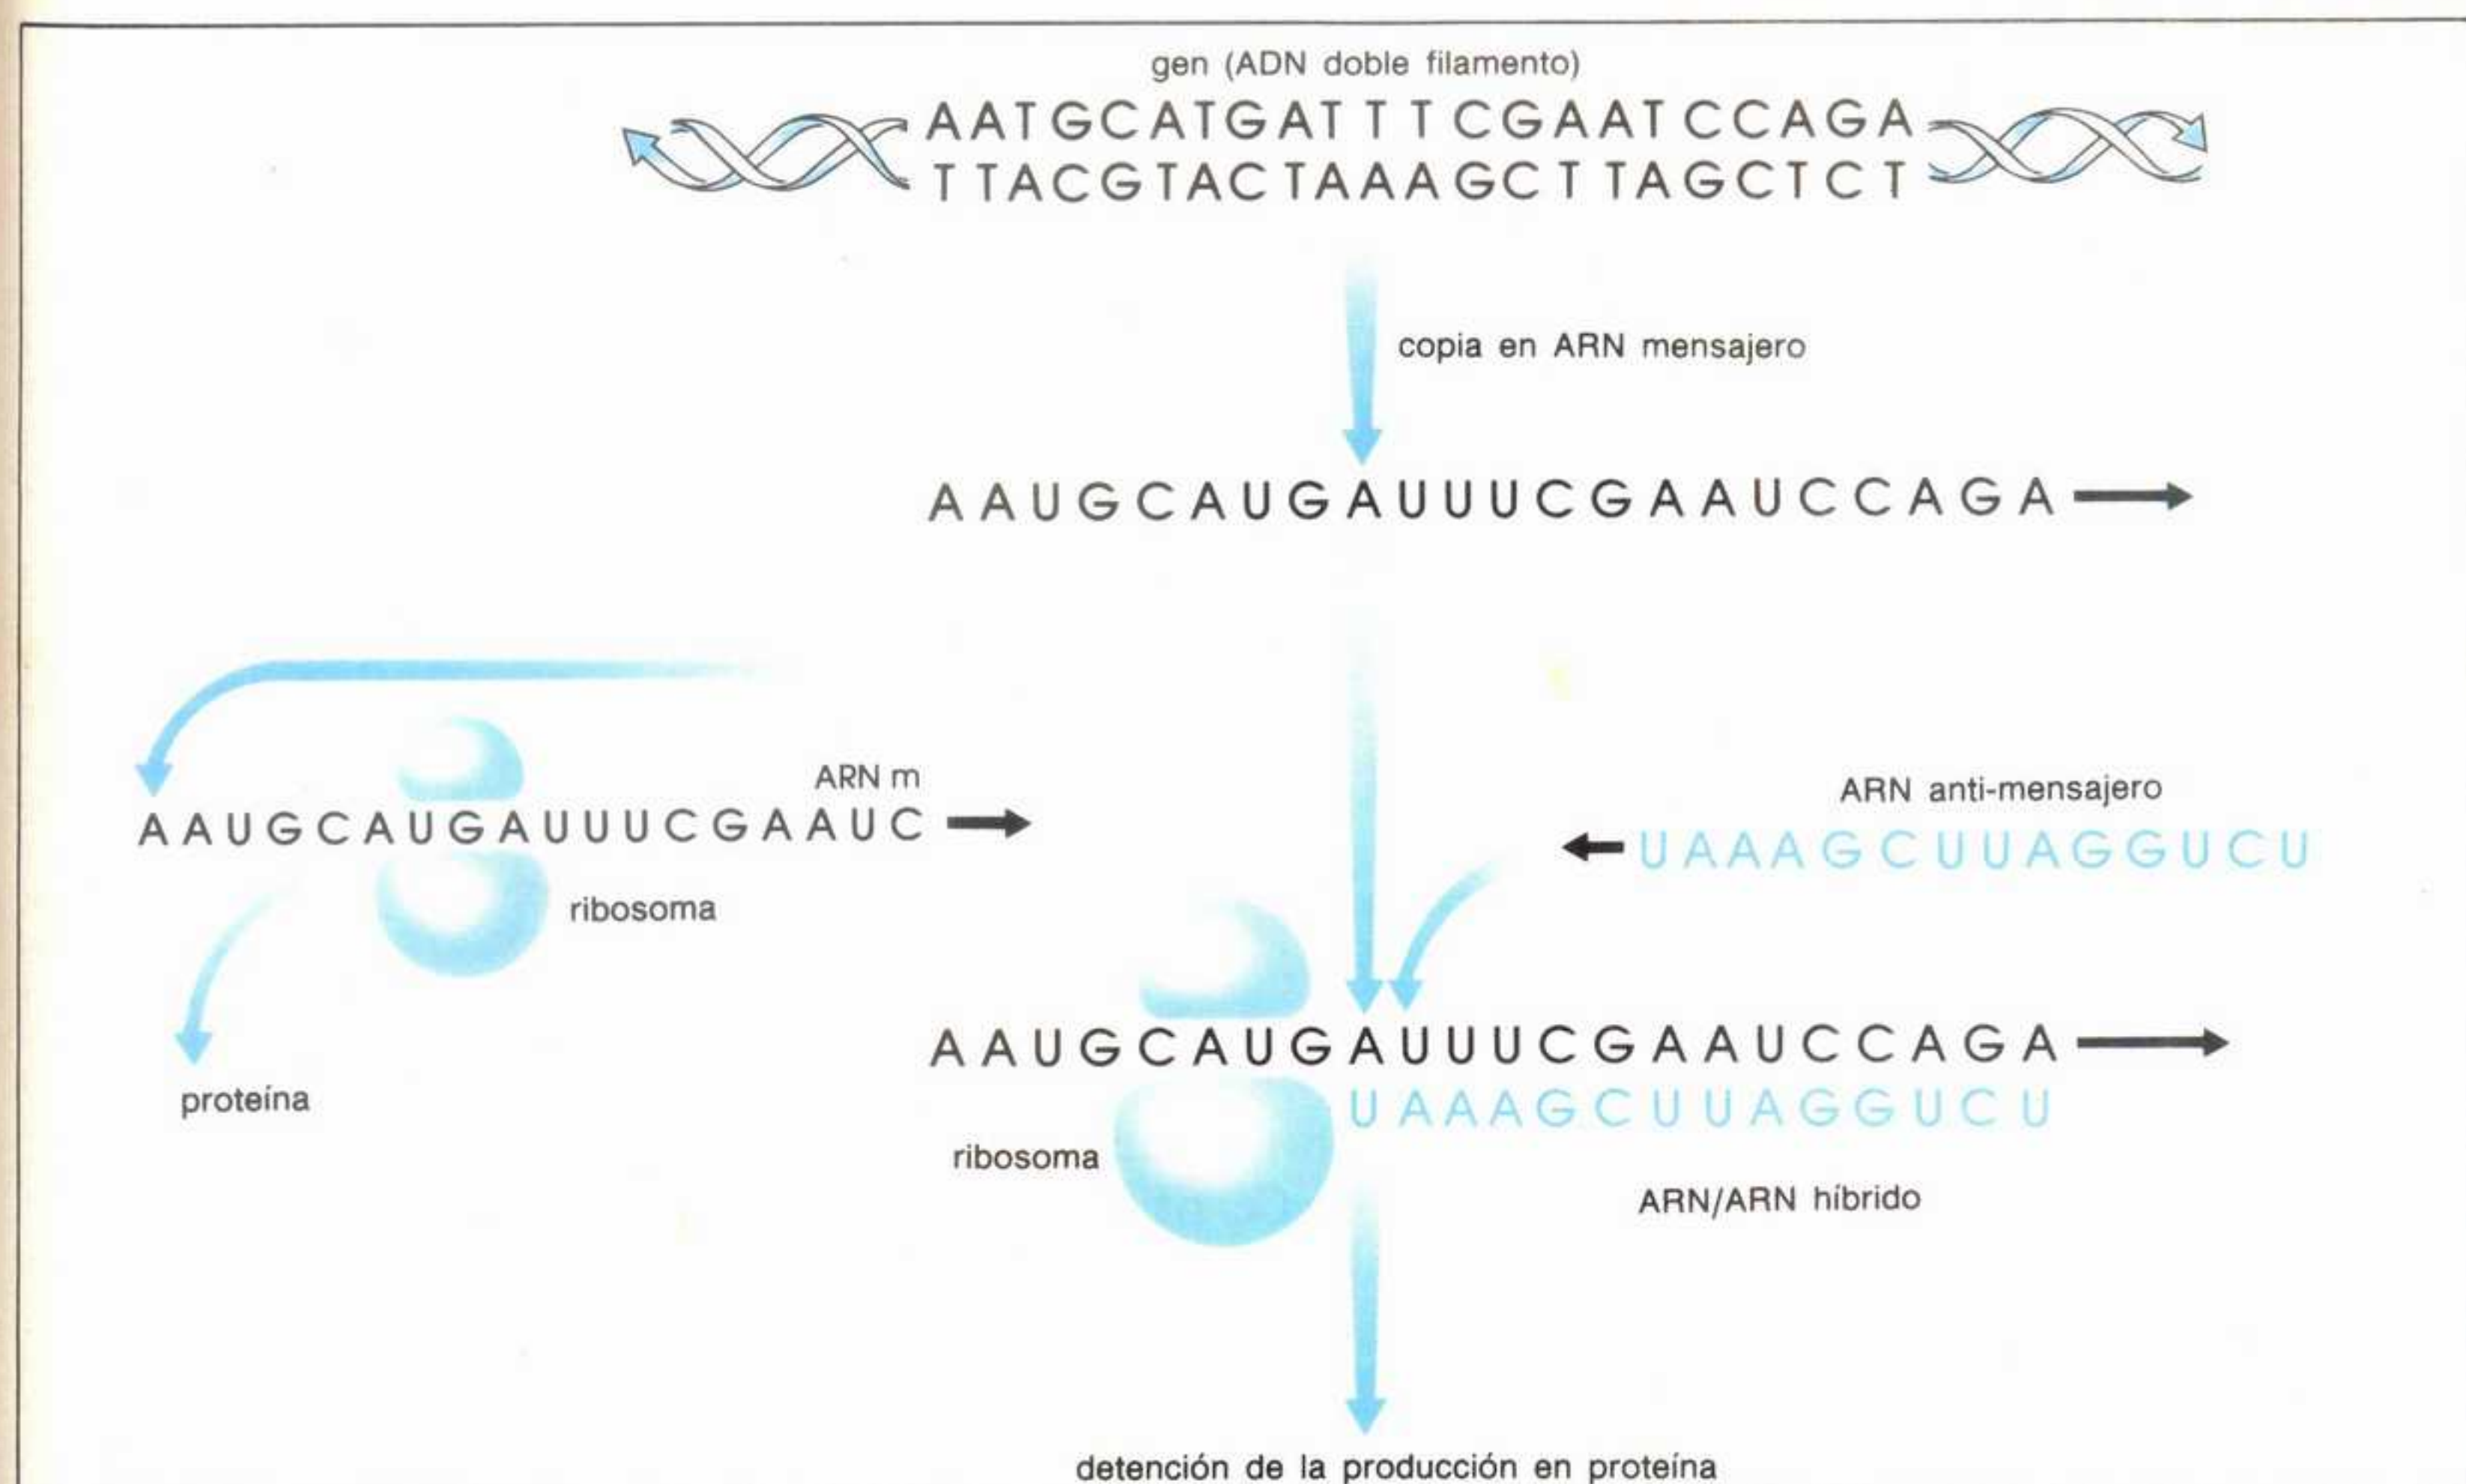 gen (ADN doble filamento)
AATGCATGATTTCGAATCCAGA
TTACGTACTAAAGCTTAGCTCT
copia en ARN mensajero
AAUGCAUGAUUUCGAAUCCAGA
ARN m
AAUGCAUGAUUUCGAAUC
ribosoma
proteína
ARN anti-mensajero
UAAAGCUUAGGUCU
AAUGCAUGAUUUCGAAUCCAGA
UAAAGCUUAGGUCU
ribosoma
ARN/ARN híbrido
detención de la producción en proteína